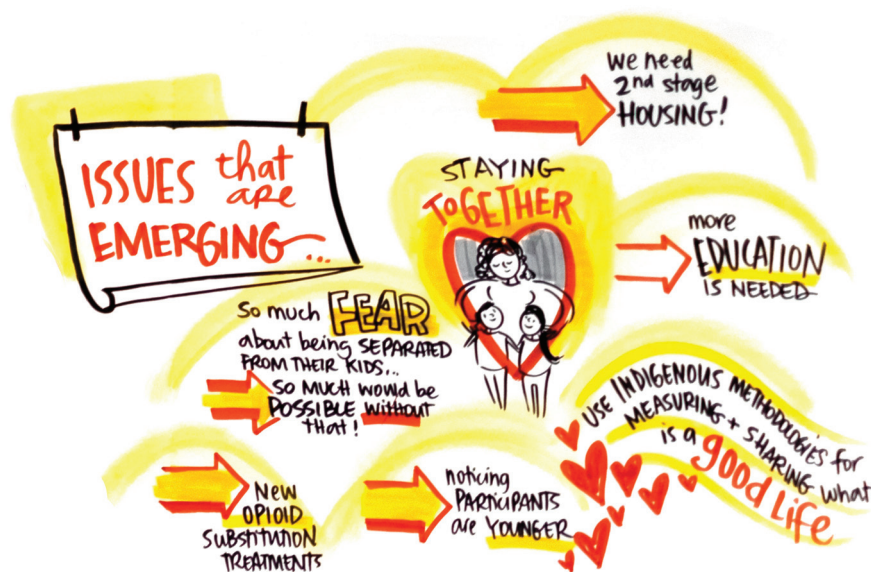 ISSUES that
are
EMERGING...
we need
2nd stage
HOUSING!
STAYING
TOGETHER
more
EDUCATION
IS NEEDED
So much FEAR
about being SEPARATED
FROM THEIR KIDS...
SO MUCH WOULD be
POSSIBLE WITHOUT
that!
USE INDIGENOUS METHODOLOGIES for
MEASURING + SHARING what
is a good Life
New
OPIOID
SUBSTITUTION
TREATMENTS
noticing
PARTICIPANTS
are YOUNGER